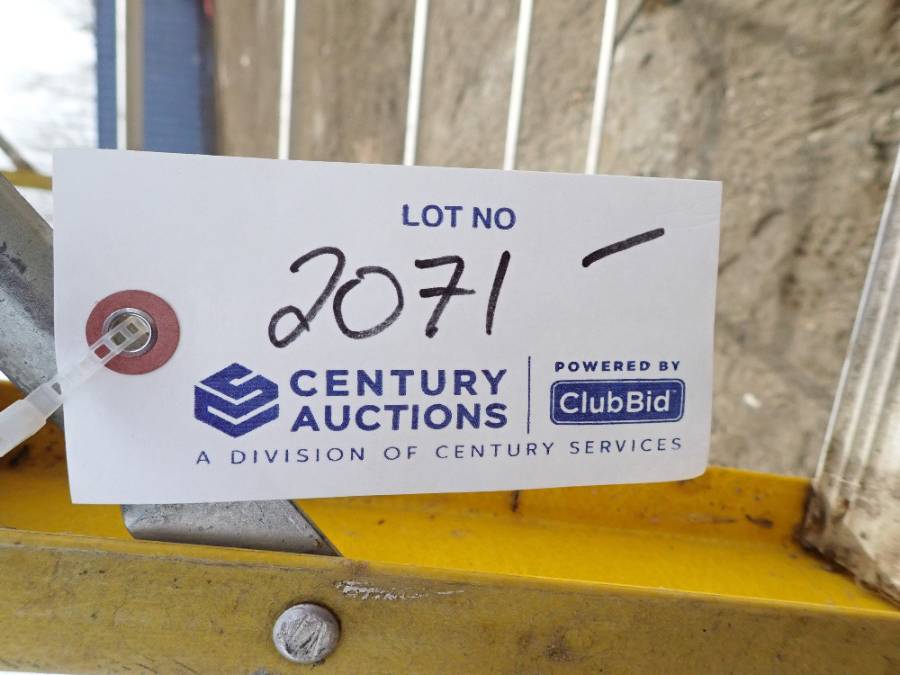 LOT NO
2071 -
CENTURY AUCTIONS
POWERED BY
ClubBid
A DIVISION OF CENTURY SERVICES